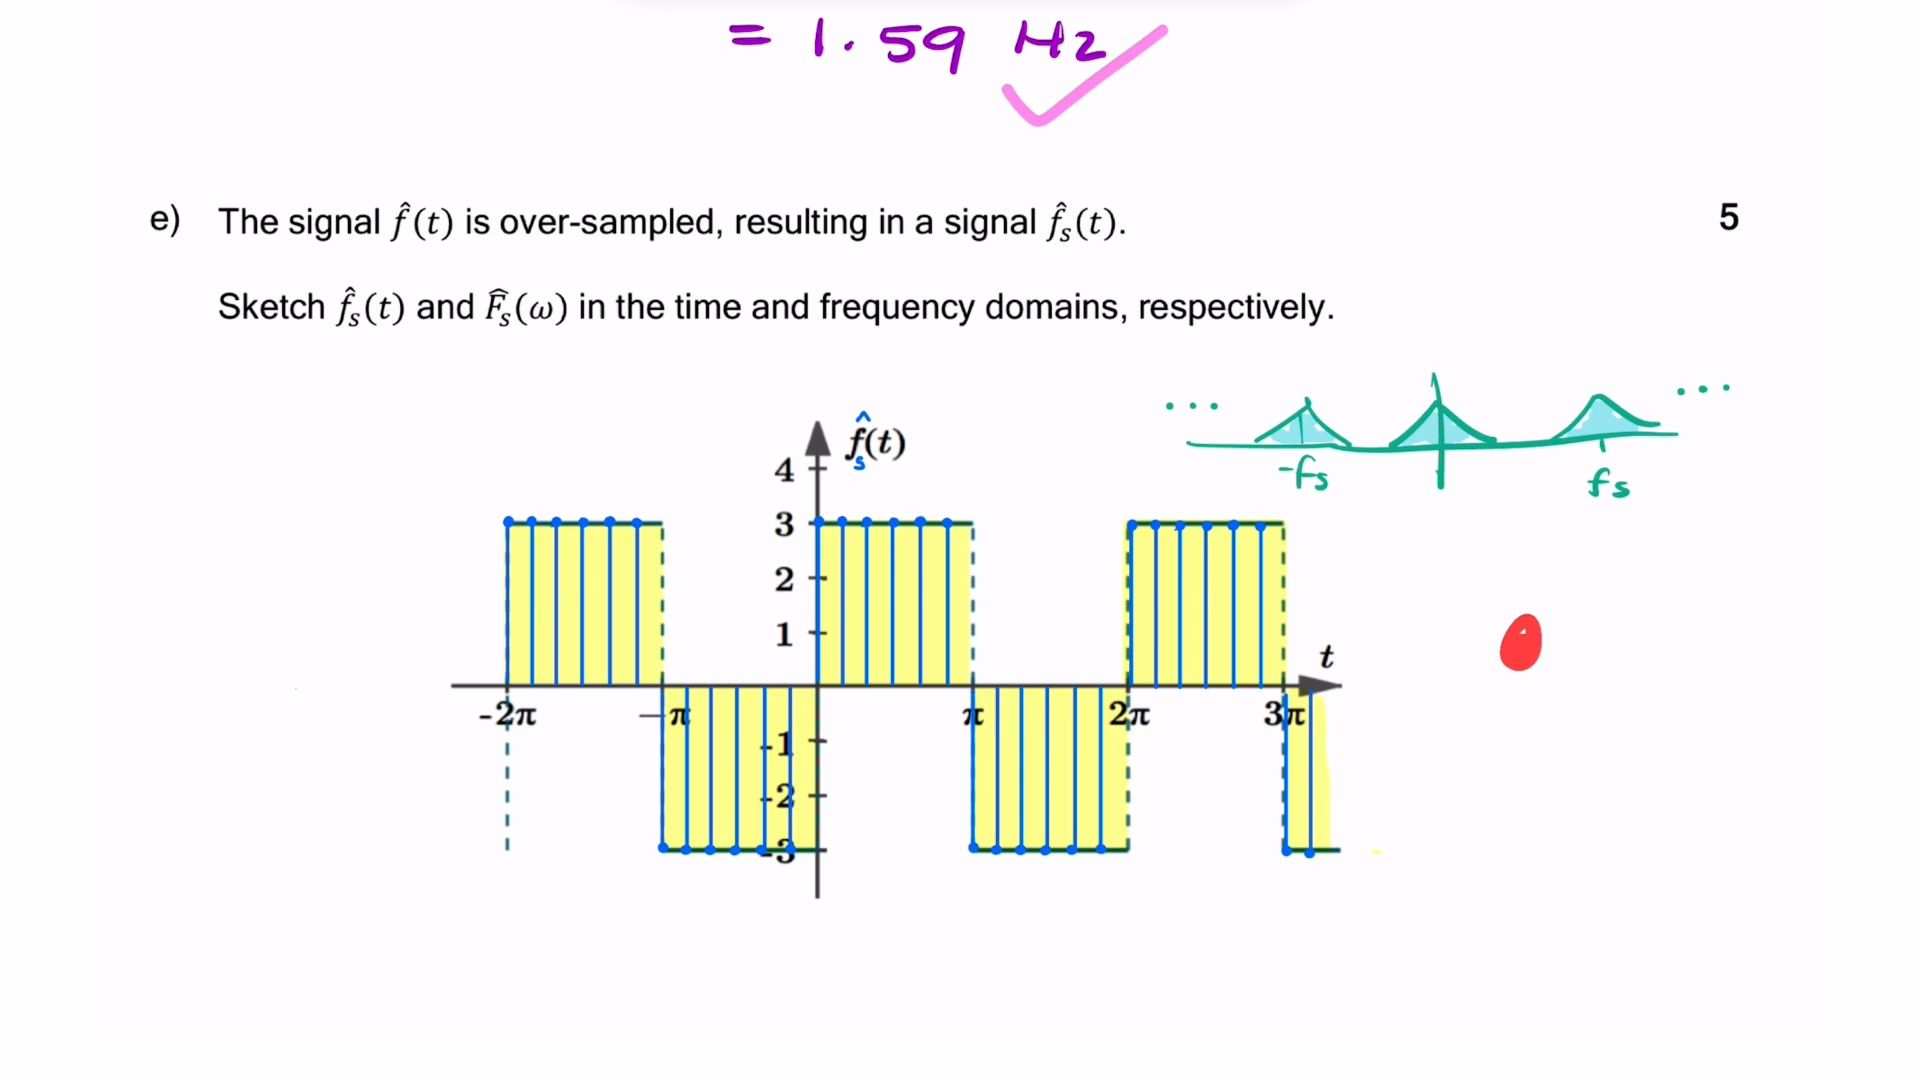 = 1.59 Hz
e) The signal f̂(t) is over-sampled, resulting in a signal f̂ₛ(t). 5
Sketch f̂ₛ(t) and F̂ₛ(ω) in the time and frequency domains, respectively.
... ...
-fs fs
f̂ₛ(t)
4
3
2
1
t
-2π −π π 2π 3π
-1
-2
-3